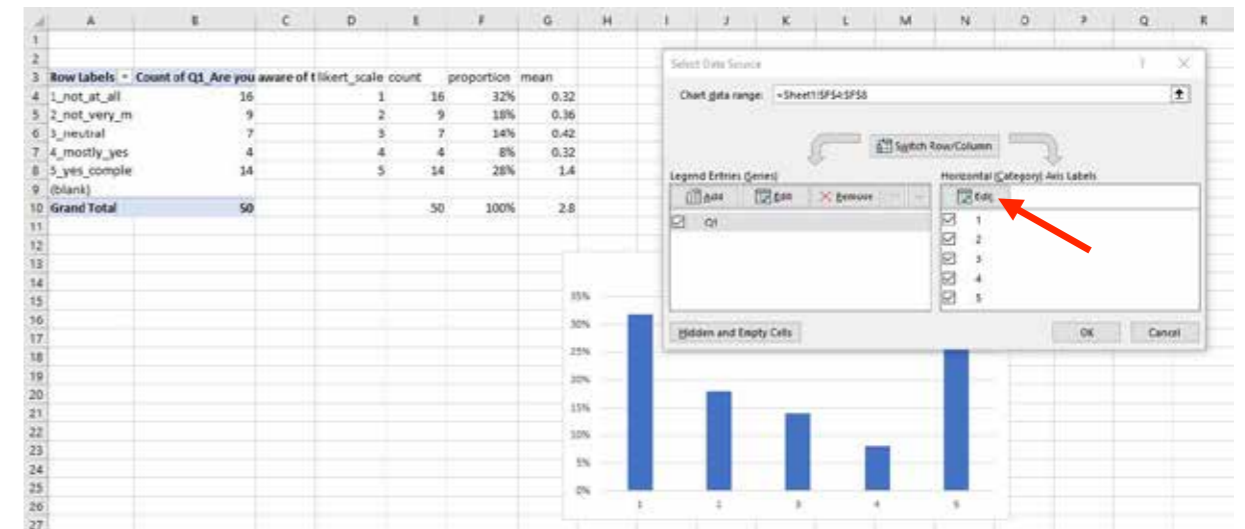 A B C D E F G H I J K L M N O P Q R
1
2
3 Row Labels Count of Q1_Are you aware of t likert_scale count proportion mean
4 1_not_at_all 16 1 16 32% 0.32
5 2_not_very_m 9 2 9 18% 0.36
6 3_neutral 7 3 7 14% 0.42
7 4_mostly_yes 4 4 4 8% 0.32
8 5_yes_comple 14 5 14 28% 1.4
9 (blank)
10 Grand Total 50 50 100% 2.8
11
12
13
14
15
16
17
18
19
20
21
22
23
24
25
26
27
Select Data Source ? ×
Chart data range: =Sheet1!$F$4:$F$8
Switch Row/Column
Legend Entries (Series)
Add Edit Remove
Q1
Horizontal (Category) Axis Labels
Edit
1
2
3
4
5
Hidden and Empty Cells
OK Cancel
35%
30%
25%
20%
15%
10%
5%
0%
1 2 3 4 5